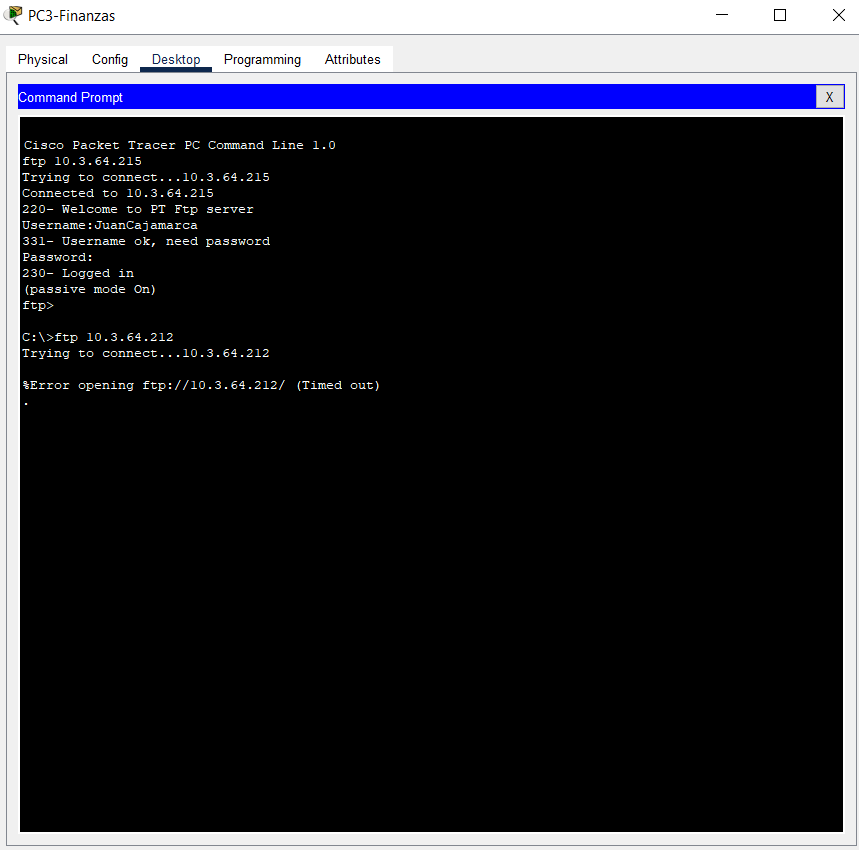 PC3-Finanzas
Physical Config Desktop Programming Attributes
Command Prompt X
Cisco Packet Tracer PC Command Line 1.0
ftp 10.3.64.215
Trying to connect...10.3.64.215
Connected to 10.3.64.215
220- Welcome to PT Ftp server
Username:JuanCajamarca
331- Username ok, need password
Password:
230- Logged in
(passive mode On)
ftp>
C:\>ftp 10.3.64.212
Trying to connect...10.3.64.212
%Error opening ftp://10.3.64.212/ (Timed out)
.